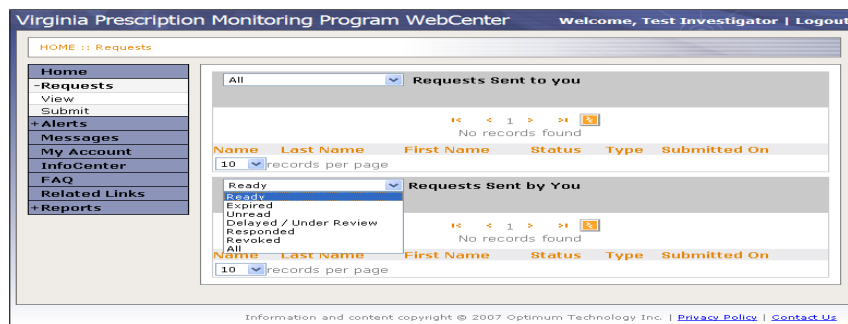 Virginia Prescription Monitoring Program WebCenter Welcome, Test Investigator | Logout
HOME :: Requests
Home
-Requests
View
Submit
+Alerts
Messages
My Account
InfoCenter
FAQ
Related Links
+Reports
All Requests Sent to you
1
No records found
Name Last Name First Name Status Type Submitted On
10 records per page
Ready Requests Sent by You
Ready
Expired
Unread
Delayed / Under Review
Responded
Revoked
All
1
No records found
Name Last Name First Name Status Type Submitted On
10 records per page
Information and content copyright © 2007 Optimum Technology Inc. | Privacy Policy | Contact Us